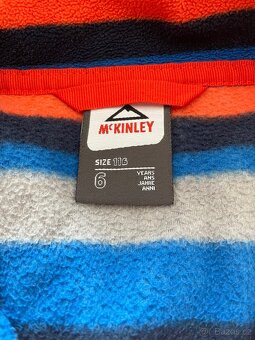 McKINLEY
SIZE 116
6
YEARS
ANS
JAHRE
ANNI
Bazos.cz